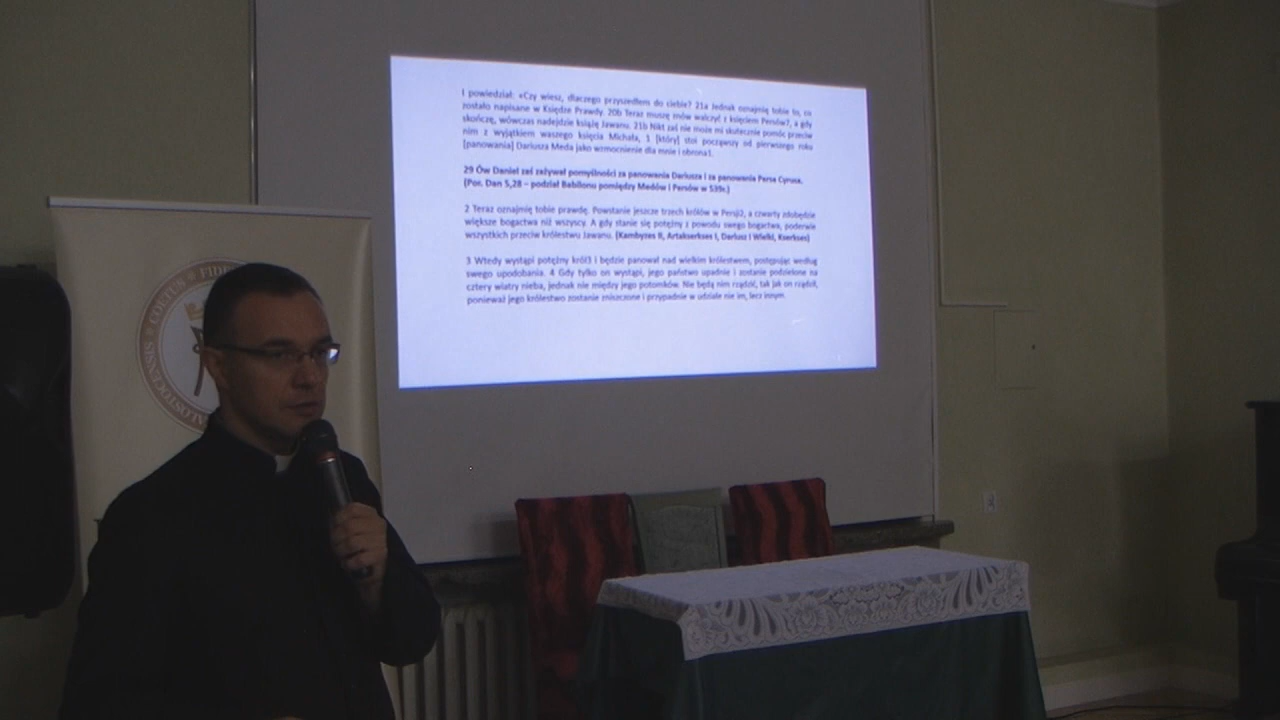 I powiedział: «Czy wiesz, dlaczego przyszedłem do ciebie? 21a Jednak oznajmię tobie to, co
zostało napisane w Księdze Prawdy. 20b Teraz muszę znów walczyć z księciem Persów7, a gdy
skończę, wówczas nadejdzie książę Jawanu. 21b Nikt zaś nie może mi skutecznie pomóc przeciw
nim z wyjątkiem waszego księcia Michała, 1 [który] stoi począwszy od pierwszego roku
[panowania] Dariusza Meda jako wzmocnienie dla mnie i obrona1.
29 Ów Daniel zaś zażywał pomyślności za panowania Dariusza i za panowania Persa Cyrusa.
(Por. Dan 5,28 – podział Babilonu pomiędzy Medów i Persów w 539r.)
2 Teraz oznajmię tobie prawdę. Powstanie jeszcze trzech królów w Persji2, a czwarty zdobędzie
większe bogactwa niż wszyscy. A gdy stanie się potężny z powodu swego bogactwa, poderwie
wszystkich przeciw królestwu Jawanu. (Kambyzes II, Artakserkses I, Dariusz I Wielki, Kserkses)
3 Wtedy wystąpi potężny król3 i będzie panował nad wielkim królestwem, postępując według
swego upodobania. 4 Gdy tylko on wystąpi, jego państwo upadnie i zostanie podzielone na
cztery wiatry nieba, jednak nie między jego potomków. Nie będą nim rządzić, tak jak on rządził,
ponieważ jego królestwo zostanie zniszczone i przypadnie w udziale nie im, lecz innym.
COETUS FIDE